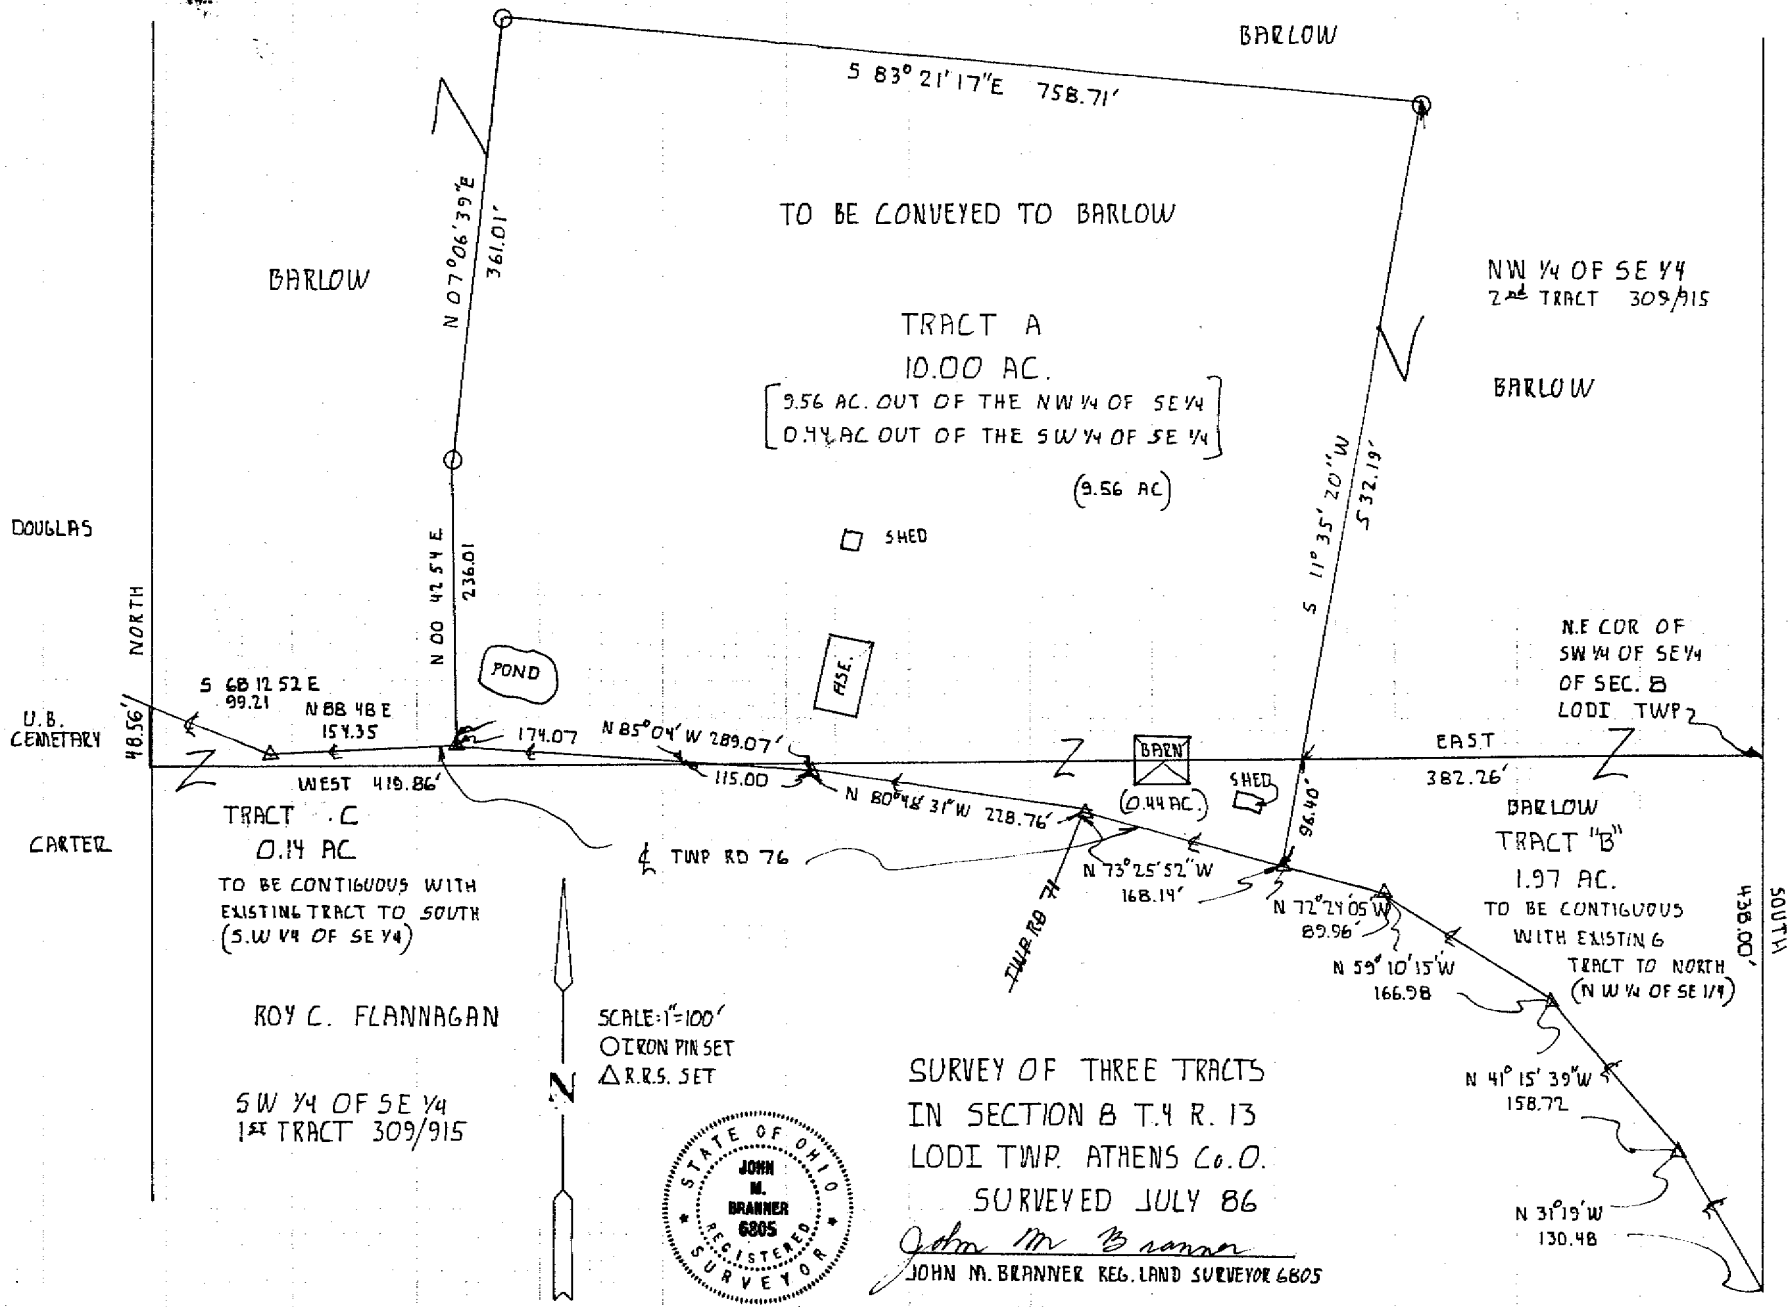 BARLOW
S 83° 21' 17" E 758.71'
TO BE CONVEYED TO BARLOW
N 07° 06' 39" E
361.01'
BARLOW
NW 1/4 OF SE 1/4
2nd TRACT 309/915
BARLOW
TRACT A
10.00 AC.
[9.56 AC. OUT OF THE NW 1/4 OF SE 1/4
0.44 AC OUT OF THE SW 1/4 OF SE 1/4]
(9.56 AC)
S 11° 35' 20" W
532.19'
DOUGLAS
SHED
N 00 42 54 E
236.01
NORTH
POND
HSE.
N.E COR OF
SW 1/4 OF SE 1/4
OF SEC. 8
LODI TWP
S 68 12 52 E
99.21
N 88 48 E
154.35
U.B.
CEMETARY
48.56'
174.07
N 85° 04' W 289.07'
115.00
BARN
EAST
382.26'
WEST 419.86'
SHED
(0.44 AC.)
96.40'
N 80° 48' 31" W 228.76'
TRACT C
0.14 AC
TO BE CONTIGUOUS WITH
EXISTING TRACT TO SOUTH
(S.W 1/4 OF SE 1/4)
CARTER
℄ TWP RD 76
TWP. RD 71
N 73° 25' 52" W
168.14'
N 72° 24' 05" W
89.96'
BARLOW
TRACT "B"
1.97 AC.
TO BE CONTIGUOUS
WITH EXISTING
TRACT TO NORTH
(N W 1/4 OF SE 1/4)
SOUTH
438.00'
N 59° 10' 15" W
166.98
ROY C. FLANNAGAN
SW 1/4 OF SE 1/4
1st TRACT 309/915
N
SCALE: 1"=100'
○ IRON PIN SET
△ R.R.S. SET
N 41° 15' 39" W
158.72
N 31° 19' W
130.48
SURVEY OF THREE TRACTS
IN SECTION 8 T.4 R. 13
LODI TWP. ATHENS Co. O.
SURVEYED JULY 86
John M Branner
JOHN M. BRANNER REG. LAND SURVEYOR 6805
STATE OF OHIO
JOHN
M.
BRANNER
6805
REGISTERED
SURVEYOR